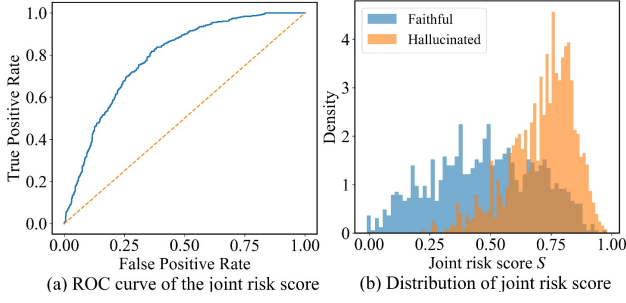 1.0
0.8
0.6
0.4
0.2
0.0
True Positive Rate
0.00 0.25 0.50 0.75 1.00
False Positive Rate
(a) ROC curve of the joint risk score
Faithful
Hallucinated
4
3
2
1
0
Density
0.00 0.25 0.50 0.75 1.00
Joint risk score S
(b) Distribution of joint risk score